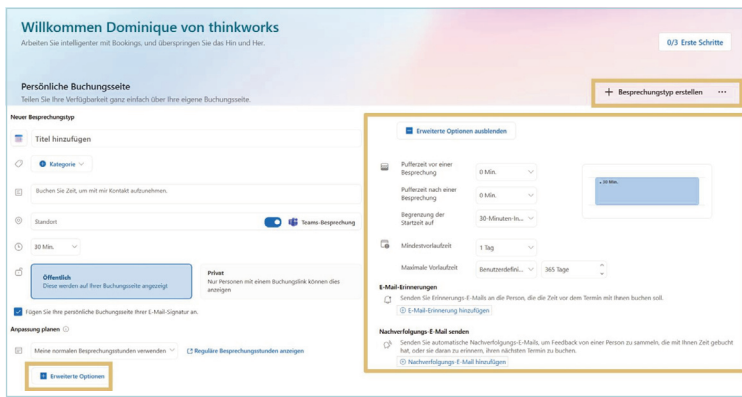 Willkommen Dominique von thinkworks
Arbeiten Sie intelligenter mit Bookings, und überspringen Sie das Hin und Her.
0/3 Erste Schritte
Persönliche Buchungsseite
Teilen Sie Ihre Verfügbarkeit ganz einfach über Ihre eigene Buchungsseite.
+ Besprechungstyp erstellen ...
Neuer Besprechungstyp
Titel hinzufügen
Kategorie
Buchen Sie Zeit, um mit mir Kontakt aufzunehmen.
Standort
Teams-Besprechung
30 Min.
Öffentlich
Diese werden auf Ihrer Buchungsseite angezeigt
Privat
Nur Personen mit einem Buchungslink können dies
anzeigen
Fügen Sie Ihre persönliche Buchungsseite Ihrer E-Mail-Signatur an.
Anpassung planen
Meine normalen Besprechungsstunden verwenden
Reguläre Besprechungsstunden anzeigen
Erweiterte Optionen
Erweiterte Optionen ausblenden
Pufferzeit vor einer
Besprechung
0 Min.
Pufferzeit nach einer
Besprechung
0 Min.
Begrenzung der
Startzeit auf
30-Minuten-In...
30 Min.
Mindestvorlaufzeit
1 Tag
Maximale Vorlaufzeit
Benutzerdefini...
365 Tage
E-Mail-Erinnerungen
Senden Sie Erinnerungs-E-Mails an die Person, die die Zeit vor dem Termin mit Ihnen buchen soll.
E-Mail-Erinnerung hinzufügen
Nachverfolgungs-E-Mail senden
Senden Sie automatische Nachverfolgungs-E-Mails, um Feedback von einer Person zu sammeln, die mit Ihnen Zeit gebucht
hat, oder sie daran zu erinnern, ihren nächsten Termin zu buchen.
Nachverfolgungs-E-Mail hinzufügen